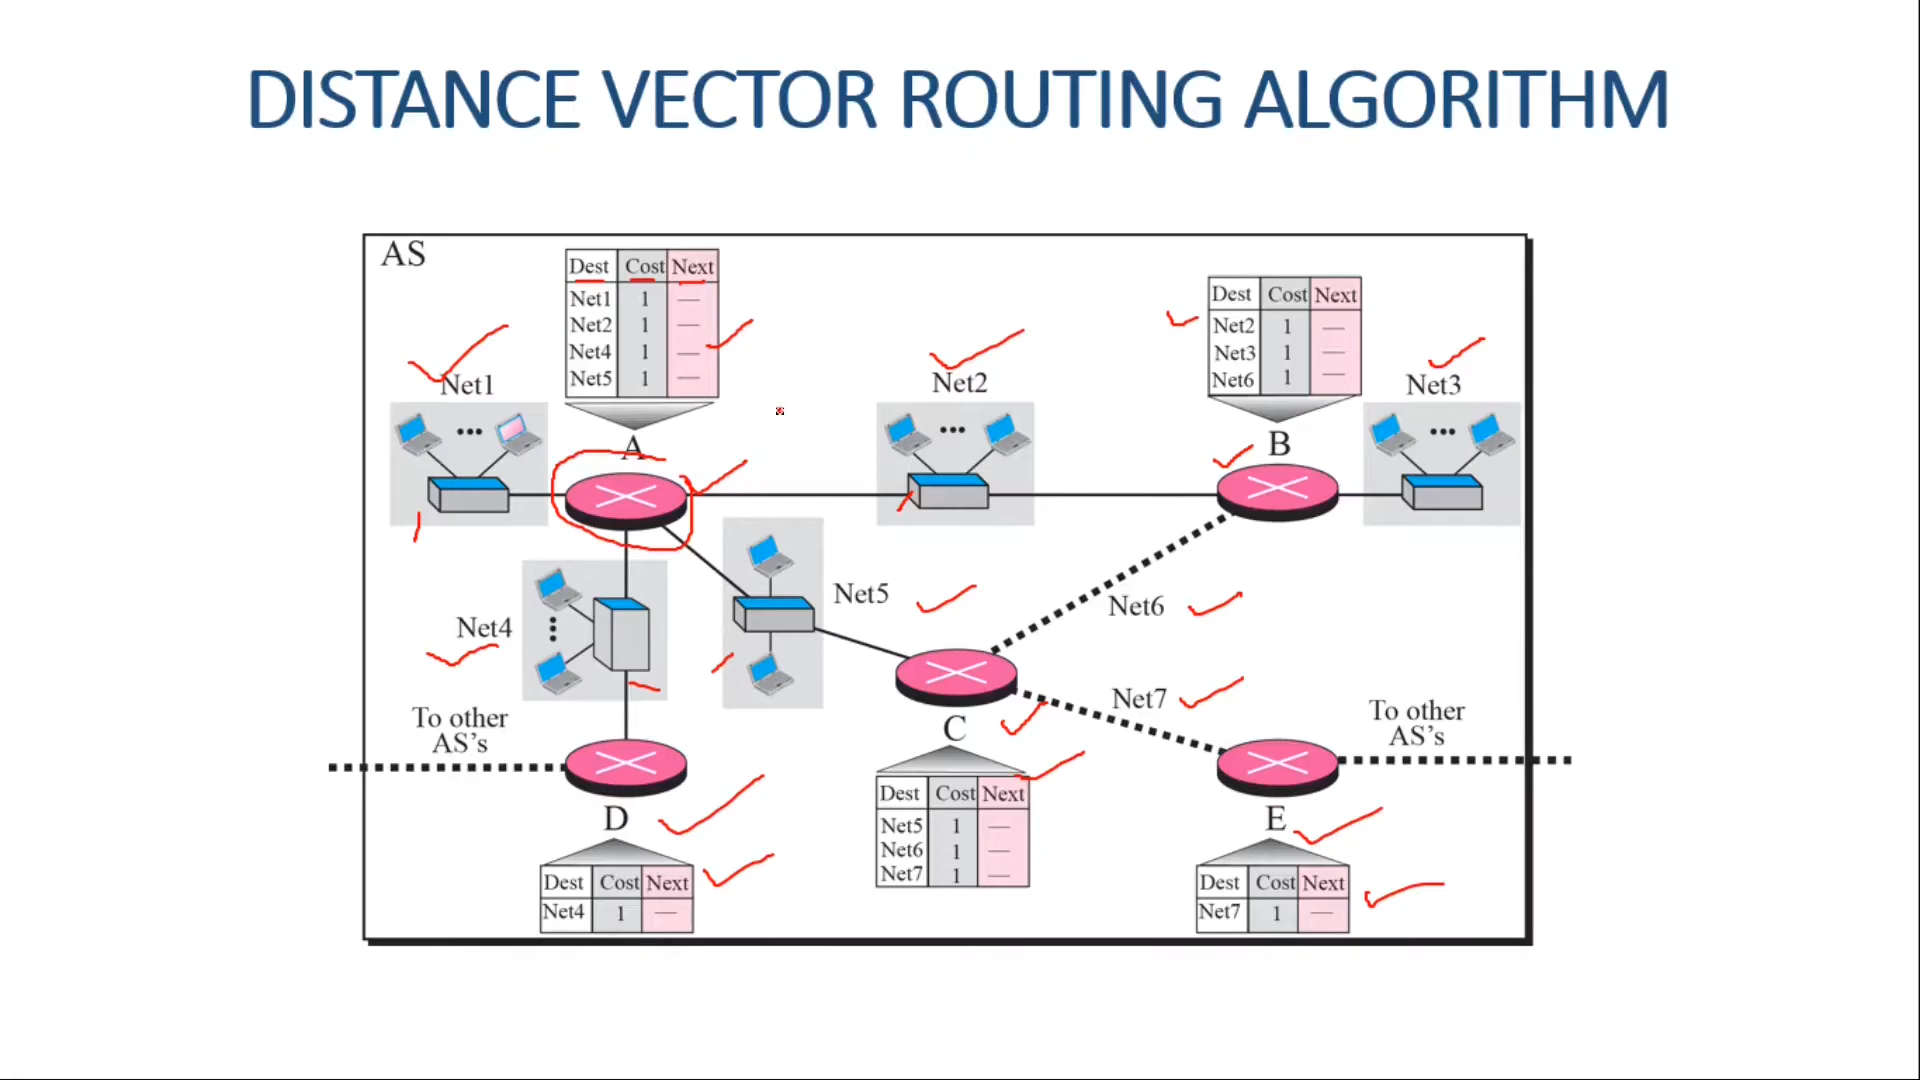 DISTANCE VECTOR ROUTING ALGORITHM
AS
Dest Cost Next
Net1 1 —
Net2 1 —
Net4 1 —
Net5 1 —
Dest Cost Next
Net2 1 —
Net3 1 —
Net6 1 —
Net1
Net2
Net3
A
B
Net5
Net6
Net4
Net7
To other
AS's
To other
AS's
C
D
E
Dest Cost Next
Net5 1 —
Net6 1 —
Net7 1 —
Dest Cost Next
Net4 1 —
Dest Cost Next
Net7 1 —